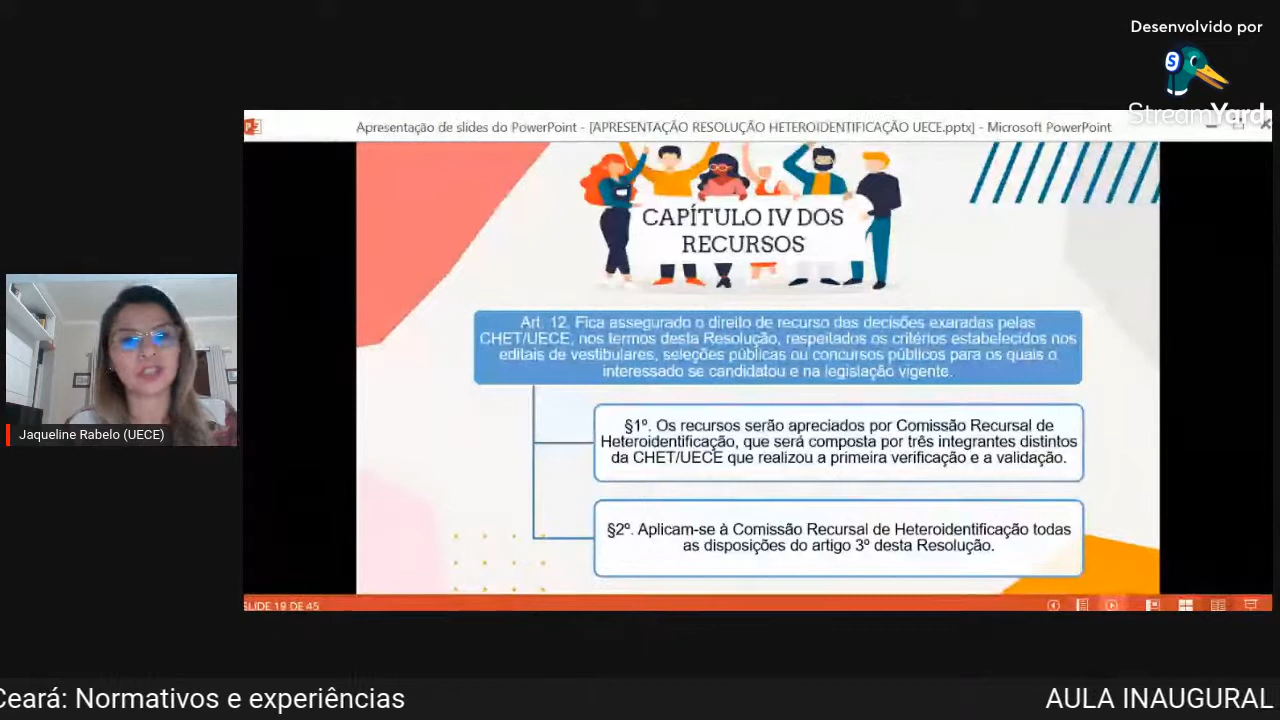 Desenvolvido por
StreamYard
Apresentação de slides do PowerPoint - [APRESENTAÇÃO RESOLUÇÃO HETEROIDENTIFICAÇÃO UECE.pptx] - Microsoft PowerPoint
CAPÍTULO IV DOS
RECURSOS
Art. 12. Fica assegurado o direito de recurso das decisões exaradas pelas
CHET/UECE, nos termos desta Resolução, respeitados os critérios estabelecidos nos
editais de vestibulares, seleções públicas ou concursos públicos para os quais o
interessado se candidatou e na legislação vigente.
§1º. Os recursos serão apreciados por Comissão Recursal de
Heteroidentificação, que será composta por três integrantes distintos
da CHET/UECE que realizou a primeira verificação e a validação.
§2º. Aplicam-se à Comissão Recursal de Heteroidentificação todas
as disposições do artigo 3º desta Resolução.
Jaqueline Rabelo (UECE)
SLIDE 19 DE 45
Ceará: Normativos e experiências
AULA INAUGURAL